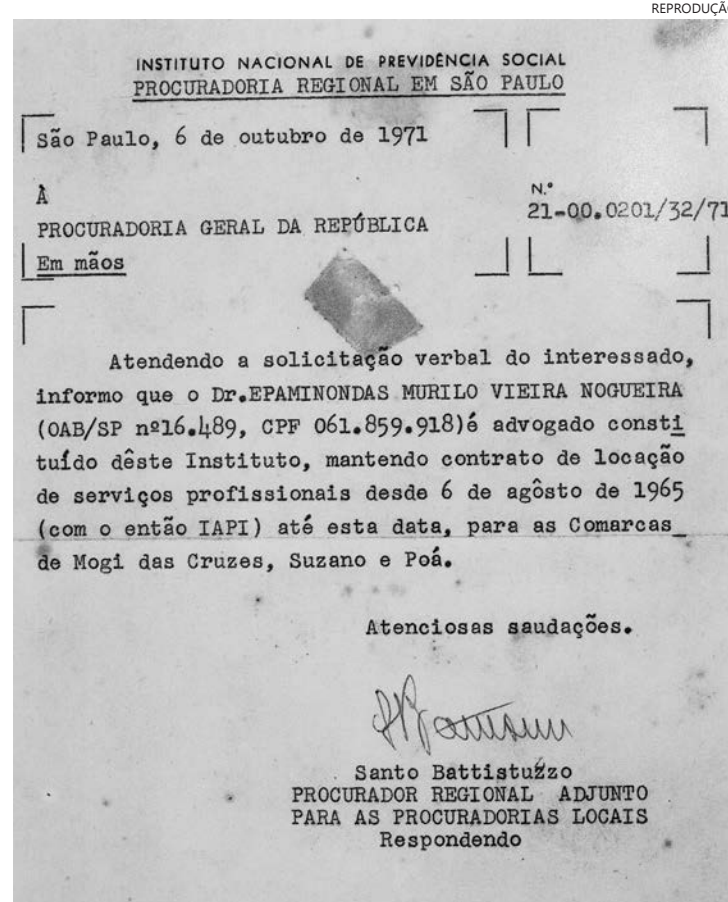 REPRODUÇÃO
INSTITUTO NACIONAL DE PREVIDÊNCIA SOCIAL
PROCURADORIA REGIONAL EM SÃO PAULO
São Paulo, 6 de outubro de 1971
À
N.º
21-00.0201/32/71
PROCURADORIA GERAL DA REPÚBLICA
Em mãos
Atendendo a solicitação verbal do interessado,
informo que o Dr.EPAMINONDAS MURILO VIEIRA NOGUEIRA
(OAB/SP nº16.489, CPF 061.859.918)é advogado consti
tuído dêste Instituto, mantendo contrato de locação
de serviços profissionais desde 6 de agôsto de 1965
(com o então IAPI) até esta data, para as Comarcas_
de Mogi das Cruzes, Suzano e Poá.
Atenciosas saudações.
Santo Battistuzzo
PROCURADOR REGIONAL ADJUNTO
PARA AS PROCURADORIAS LOCAIS
Respondendo